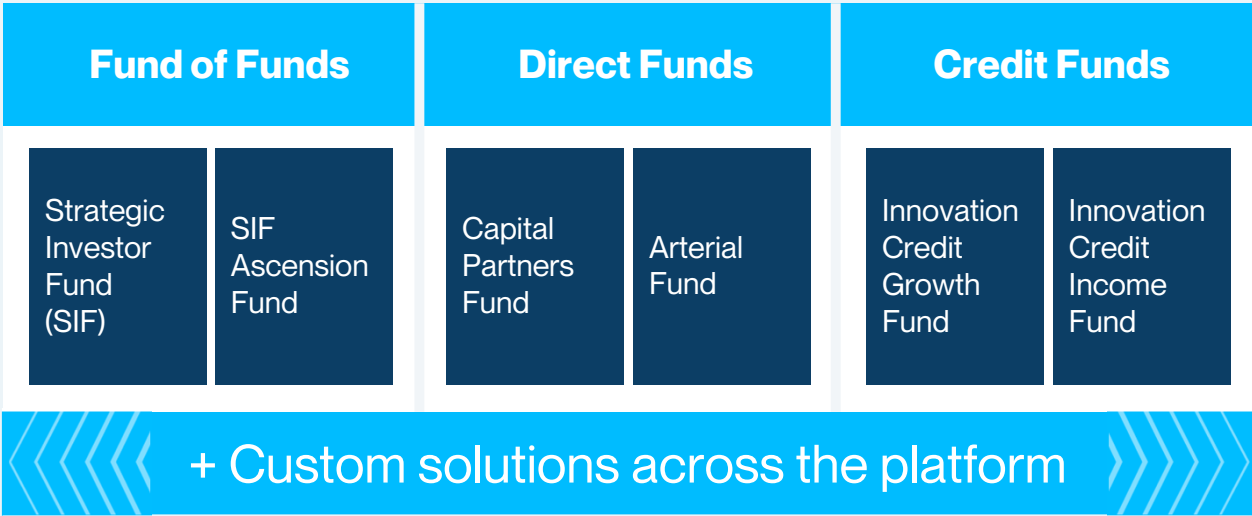 Fund of Funds
Direct Funds
Credit Funds
Strategic
Investor
Fund
(SIF)
SIF
Ascension
Fund
Capital
Partners
Fund
Arterial
Fund
Innovation
Credit
Growth
Fund
Innovation
Credit
Income
Fund
+ Custom solutions across the platform